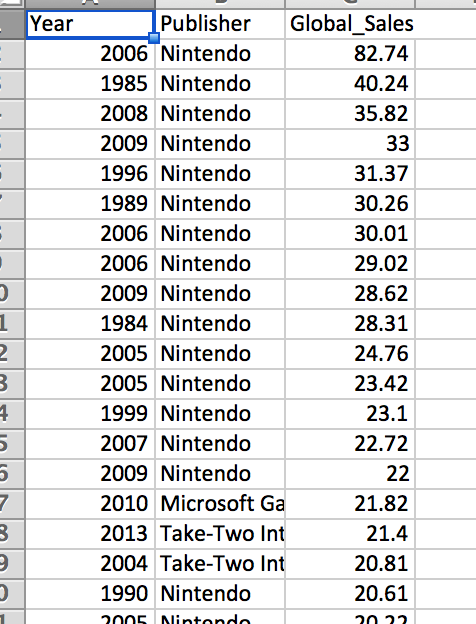 Year Publisher Global_Sales
2006 Nintendo 82.74
1985 Nintendo 40.24
2008 Nintendo 35.82
2009 Nintendo 33
1996 Nintendo 31.37
1989 Nintendo 30.26
2006 Nintendo 30.01
2006 Nintendo 29.02
2009 Nintendo 28.62
1984 Nintendo 28.31
2005 Nintendo 24.76
2005 Nintendo 23.42
1999 Nintendo 23.1
2007 Nintendo 22.72
2009 Nintendo 22
2010 Microsoft Ga 21.82
2013 Take-Two Int 21.4
2004 Take-Two Int 20.81
1990 Nintendo 20.61
2005 Nintendo 20.22